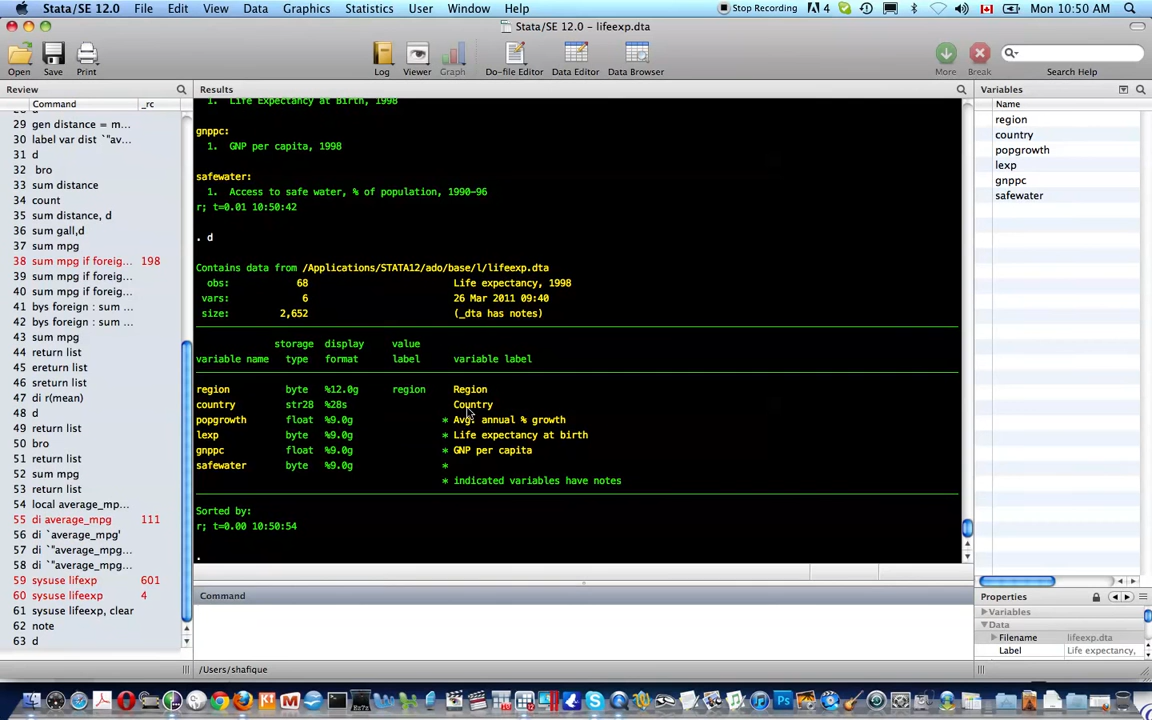 Stata/SE 12.0 File Edit View Data Graphics Statistics User Window Help Stop Recording 4 Mon 10:50 AM
Stata/SE 12.0 – lifeexp.dta
Open Save Print Log Viewer Graph Do-file Editor Data Editor Data Browser More Break Search Help
Review
Command _rc
29 gen distance = m...
30 label var dist `"av...
31 d
32 bro
33 sum distance
34 count
35 sum distance, d
36 sum gall,d
37 sum mpg
38 sum mpg if foreig... 198
39 sum mpg if foreig...
40 sum mpg if foreig...
41 bys foreign : sum ...
42 bys foreign : sum ...
43 sum mpg
44 return list
45 ereturn list
46 sreturn list
47 di r(mean)
48 d
49 return list
50 bro
51 return list
52 sum mpg
53 return list
54 local average_mp...
55 di average_mpg 111
56 di `average_mpg'
57 di `"average_mpg...
58 di `"average_mpg...
59 sysuse lifexp 601
60 sysuse lifeexp 4
61 sysuse lifeexp, clear
62 note
63 d
Results
1. Life Expectancy at Birth, 1998
gnppc:
1. GNP per capita, 1998
safewater:
1. Access to safe water, % of population, 1990-96
r; t=0.01 10:50:42
. d
Contains data from /Applications/STATA12/ado/base/l/lifeexp.dta
obs: 68 Life expectancy, 1998
vars: 6 26 Mar 2011 09:40
size: 2,652 (_dta has notes)
storage display value
variable name type format label variable label
region byte %12.0g region Region
country str28 %28s Country
popgrowth float %9.0g * Avg. annual % growth
lexp byte %9.0g * Life expectancy at birth
gnppc float %9.0g * GNP per capita
safewater byte %9.0g *
* indicated variables have notes
Sorted by:
r; t=0.00 10:50:54
.
Command
/Users/shafique
Variables
Name
region
country
popgrowth
lexp
gnppc
safewater
Properties
Variables
Data
Filename lifeexp.dta
Label Life expectancy,